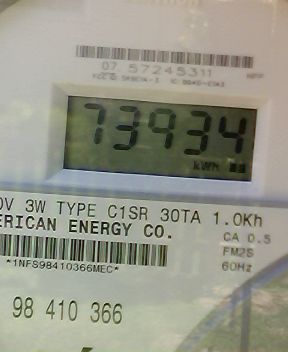 07 57245311
73934
kWh
0V 3W TYPE C1SR 30TA 1.0Kh
ERICAN ENERGY CO.
CA 0.5
FM2S
60Hz
*1NFS98410366MEC*
98 410 366